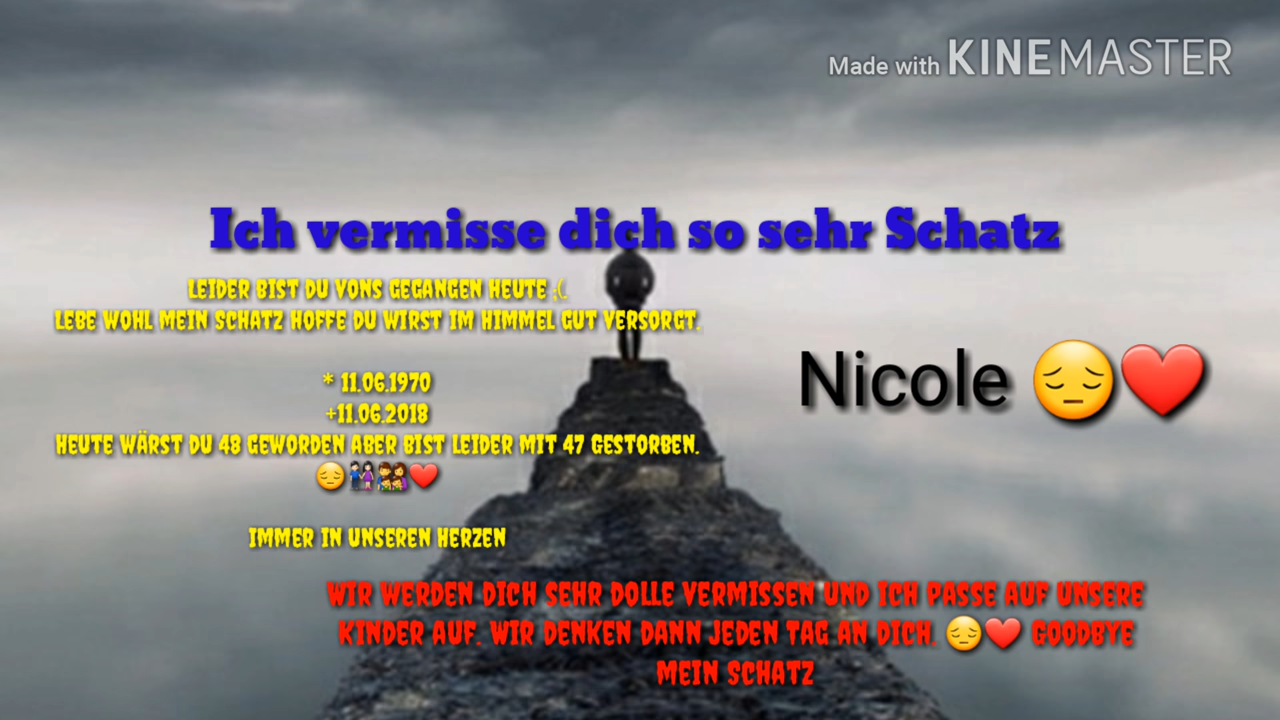 Made with KINEMASTER
Ich vermisse dich so sehr Schatz
LEIDER BIST DU VONS GEGANGEN HEUTE ;(.
LEBE WOHL MEIN SCHATZ HOFFE DU WIRST IM HIMMEL GUT VERSORGT.
* 11.06.1970
+11.06.2018
HEUTE WÄRST DU 48 GEWORDEN ABER BIST LEIDER MIT 47 GESTORBEN.
😔👫👨‍👩‍👧‍👦❤️
IMMER IN UNSEREN HERZEN
Nicole 😔❤️
WIR WERDEN DICH SEHR DOLLE VERMISSEN UND ICH PASSE AUF UNSERE
KINDER AUF. WIR DENKEN DANN JEDEN TAG AN DICH. 😔❤️ GOODBYE
MEIN SCHATZ